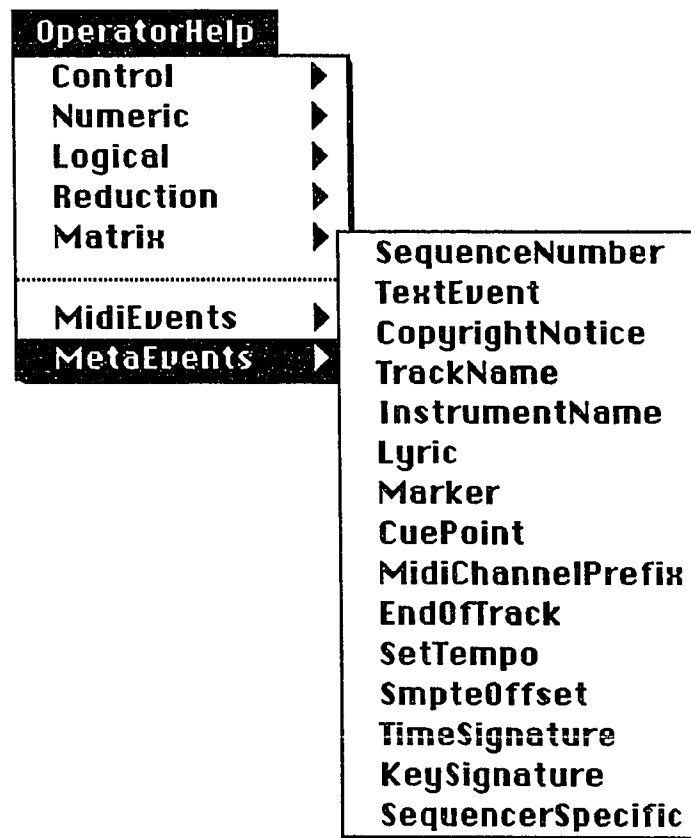 OperatorHelp
Control
Numeric
Logical
Reduction
Matrix
MidiEvents
MetaEvents
SequenceNumber
TextEvent
CopyrightNotice
TrackName
InstrumentName
Lyric
Marker
CuePoint
MidiChannelPrefix
EndOfTrack
SetTempo
SmpteOffset
TimeSignature
KeySignature
SequencerSpecific